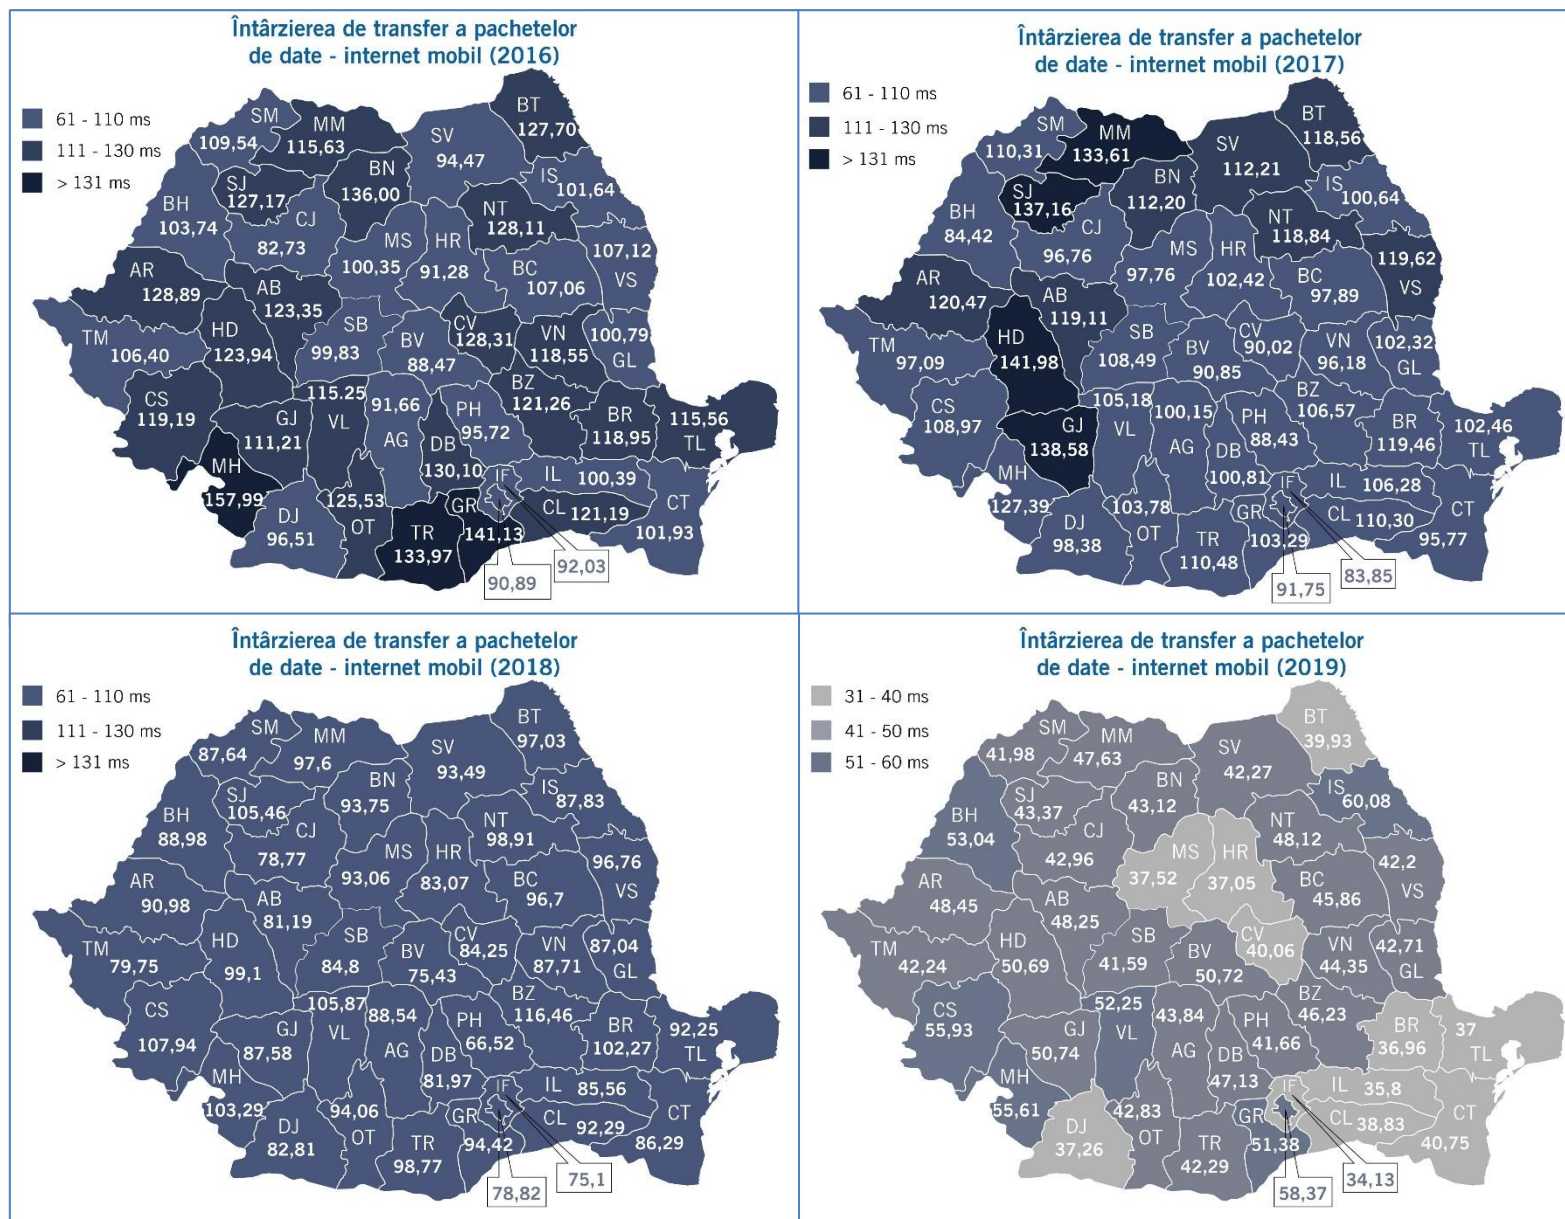 Întârzierea de transfer a pachetelor
de date - internet mobil (2016)
61 - 110 ms
111 - 130 ms
> 131 ms
SM
109,54
MM
115,63
BT
127,70
SV
94,47
BN
136,00
IS
101,64
SJ
127,17
BH
103,74
CJ
82,73
NT
128,11
MS
100,35
HR
91,28
107,12
VS
BC
107,06
AR
128,89
AB
123,35
HD
123,94
SB
99,83
CV
128,31
VN
118,55
100,79
GL
TM
106,40
BV
88,47
CS
119,19
115,25
VL
91,66
AG
BZ
121,26
PH
95,72
GJ
111,21
DB
130,10
BR
118,95
115,56
TL
MH
157,99
IF
IL
100,39
125,53
OT
GR
141,13
CL
121,19
CT
101,93
DJ
96,51
TR
133,97
90,89
92,03
Întârzierea de transfer a pachetelor
de date - internet mobil (2017)
61 - 110 ms
111 - 130 ms
> 131 ms
SM
110,31
MM
133,61
BT
118,56
SV
112,21
BN
112,20
IS
100,64
SJ
137,16
BH
84,42
CJ
96,76
NT
118,84
MS
97,76
HR
102,42
119,62
VS
BC
97,89
AR
120,47
AB
119,11
HD
141,98
SB
108,49
CV
90,02
VN
96,18
102,32
GL
TM
97,09
BV
90,85
CS
108,97
105,18
VL
100,15
AG
BZ
106,57
PH
88,43
GJ
138,58
DB
100,81
BR
119,46
102,46
TL
MH
127,39
IF
IL
106,28
103,78
OT
GR
103,29
CL
110,30
CT
95,77
DJ
98,38
TR
110,48
91,75
83,85
Întârzierea de transfer a pachetelor
de date - internet mobil (2018)
61 - 110 ms
111 - 130 ms
> 131 ms
SM
87,64
MM
97,6
BT
97,03
SV
93,49
BN
93,75
IS
87,83
SJ
105,46
BH
88,98
CJ
78,77
NT
98,91
MS
93,06
HR
83,07
96,76
VS
BC
96,7
AR
90,98
AB
81,19
HD
99,1
SB
84,8
CV
84,25
VN
87,71
87,04
GL
TM
79,75
BV
75,43
CS
107,94
105,87
VL
88,54
AG
BZ
116,46
PH
66,52
GJ
87,58
DB
81,97
BR
102,27
92,25
TL
MH
103,29
IF
IL
85,56
94,06
OT
GR
94,42
CL
92,29
CT
86,29
DJ
82,81
TR
98,77
78,82
75,1
Întârzierea de transfer a pachetelor
de date - internet mobil (2019)
31 - 40 ms
41 - 50 ms
51 - 60 ms
SM
41,98
MM
47,63
BT
39,93
SV
42,27
BN
43,12
IS
60,08
SJ
43,37
BH
53,04
CJ
42,96
NT
48,12
MS
37,52
HR
37,05
42,2
VS
BC
45,86
AR
48,45
AB
48,25
HD
50,69
SB
41,59
CV
40,06
VN
44,35
42,71
GL
TM
42,24
BV
50,72
CS
55,93
52,25
VL
43,84
AG
BZ
46,23
PH
41,66
GJ
50,74
DB
47,13
BR
36,96
37
TL
MH
55,61
IF
IL
35,8
42,83
OT
GR
51,38
CL
38,83
CT
40,75
DJ
37,26
TR
42,29
58,37
34,13